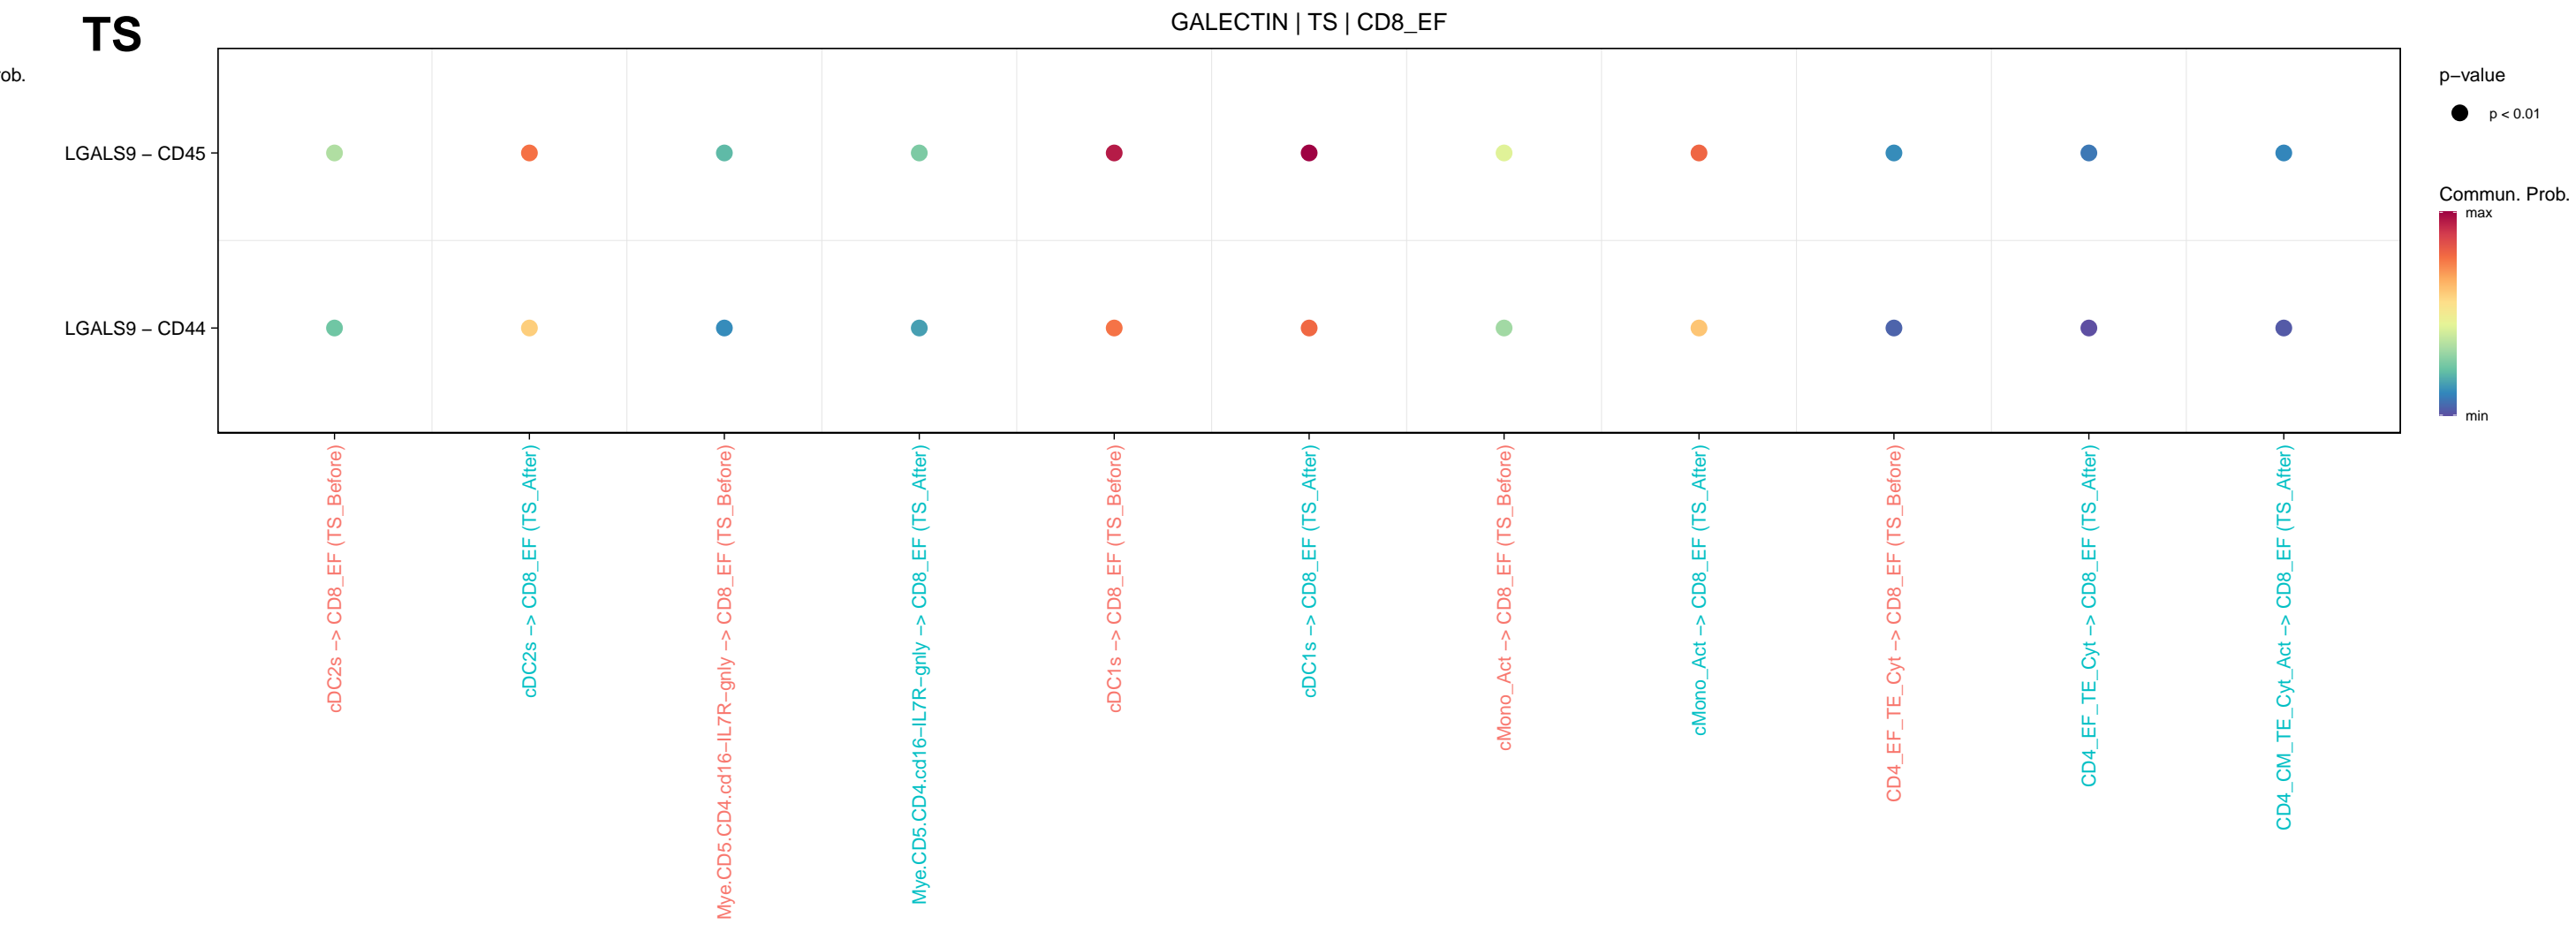 TS
GALECTIN | TS | CD8_EF
ob.
LGALS9 – CD45
LGALS9 – CD44
cDC2s –> CD8_EF (TS_Before)
cDC2s –> CD8_EF (TS_After)
Mye.CD5.CD4.cd16–IL7R–gnly –> CD8_EF (TS_Before)
Mye.CD5.CD4.cd16–IL7R–gnly –> CD8_EF (TS_After)
cDC1s –> CD8_EF (TS_Before)
cDC1s –> CD8_EF (TS_After)
cMono_Act –> CD8_EF (TS_Before)
cMono_Act –> CD8_EF (TS_After)
CD4_EF_TE_Cyt –> CD8_EF (TS_Before)
CD4_EF_TE_Cyt –> CD8_EF (TS_After)
CD4_CM_TE_Cyt_Act –> CD8_EF (TS_After)
p–value
p < 0.01
Commun. Prob.
max
min